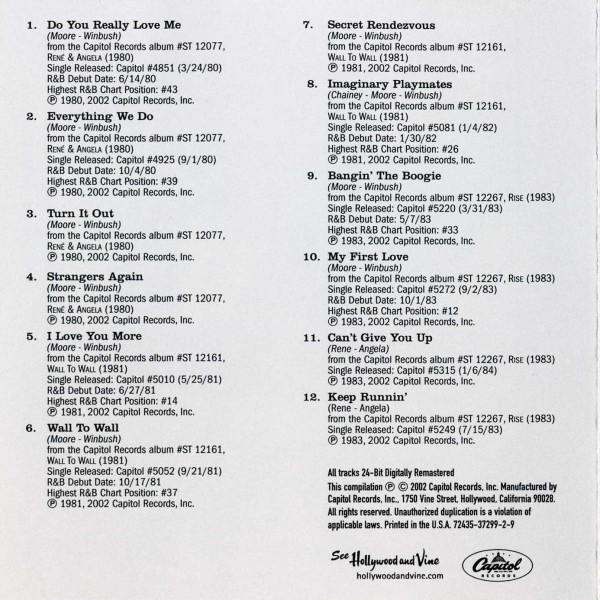 1. Do You Really Love Me
(Moore - Winbush)
from the Capitol Records album #ST 12077,
RENÉ & ANGELA (1980)
Single Released: Capitol #4851 (3/24/80)
R&B Debut Date: 6/14/80
Highest R&B Chart Position: #43
℗ 1980, 2002 Capitol Records, Inc.
2. Everything We Do
(Moore - Winbush)
from the Capitol Records album #ST 12077,
RENÉ & ANGELA (1980)
Single Released: Capitol #4925 (9/1/80)
R&B Debut Date: 10/4/80
Highest R&B Chart Position: #39
℗ 1980, 2002 Capitol Records, Inc.
3. Turn It Out
(Moore - Winbush)
from the Capitol Records album #ST 12077,
RENÉ & ANGELA (1980)
℗ 1980, 2002 Capitol Records, Inc.
4. Strangers Again
(Moore - Winbush)
from the Capitol Records album #ST 12077,
RENÉ & ANGELA (1980)
℗ 1980, 2002 Capitol Records, Inc.
5. I Love You More
(Moore - Winbush)
from the Capitol Records album #ST 12161,
WALL TO WALL (1981)
Single Released: Capitol #5010 (5/25/81)
R&B Debut Date: 6/27/81
Highest R&B Chart Position: #14
℗ 1981, 2002 Capitol Records, Inc.
6. Wall To Wall
(Moore - Winbush)
from the Capitol Records album #ST 12161,
WALL TO WALL (1981)
Single Released: Capitol #5052 (9/21/81)
R&B Debut Date: 10/17/81
Highest R&B Chart Position: #37
℗ 1981, 2002 Capitol Records, Inc.
7. Secret Rendezvous
(Moore - Winbush)
from the Capitol Records album #ST 12161,
WALL TO WALL (1981)
℗ 1981, 2002 Capitol Records, Inc.
8. Imaginary Playmates
(Chainey - Moore - Winbush)
from the Capitol Records album #ST 12161,
WALL TO WALL (1981)
Single Released: Capitol #5081 (1/4/82)
R&B Debut Date: 1/30/82
Highest R&B Chart Position: #26
℗ 1981, 2002 Capitol Records, Inc.
9. Bangin' The Boogie
(Moore - Winbush)
from the Capitol Records album #ST 12267, RISE (1983)
Single Released: Capitol #5220 (3/31/83)
R&B Debut Date: 5/7/83
Highest R&B Chart Position: #33
℗ 1983, 2002 Capitol Records, Inc.
10. My First Love
(Moore - Winbush)
from the Capitol Records album #ST 12267, RISE (1983)
Single Released: Capitol #5272 (9/2/83)
R&B Debut Date: 10/1/83
Highest R&B Chart Position: #12
℗ 1983, 2002 Capitol Records, Inc.
11. Can't Give You Up
(Rene - Angela)
from the Capitol Records album #ST 12267, RISE (1983)
Single Released: Capitol #5315 (1/6/84)
℗ 1983, 2002 Capitol Records, Inc.
12. Keep Runnin'
(Rene - Angela)
from the Capitol Records album #ST 12267, RISE (1983)
Single Released: Capitol #5249 (7/15/83)
℗ 1983, 2002 Capitol Records, Inc.
All tracks 24-Bit Digitally Remastered
This compilation ℗ © 2002 Capitol Records, Inc. Manufactured by
Capitol Records, Inc., 1750 Vine Street, Hollywood, California 90028.
All rights reserved. Unauthorized duplication is a violation of
applicable laws. Printed in the U.S.A. 72435-37299-2-9
See Hollywood and Vine
hollywoodandvine.com
Capitol
RECORDS